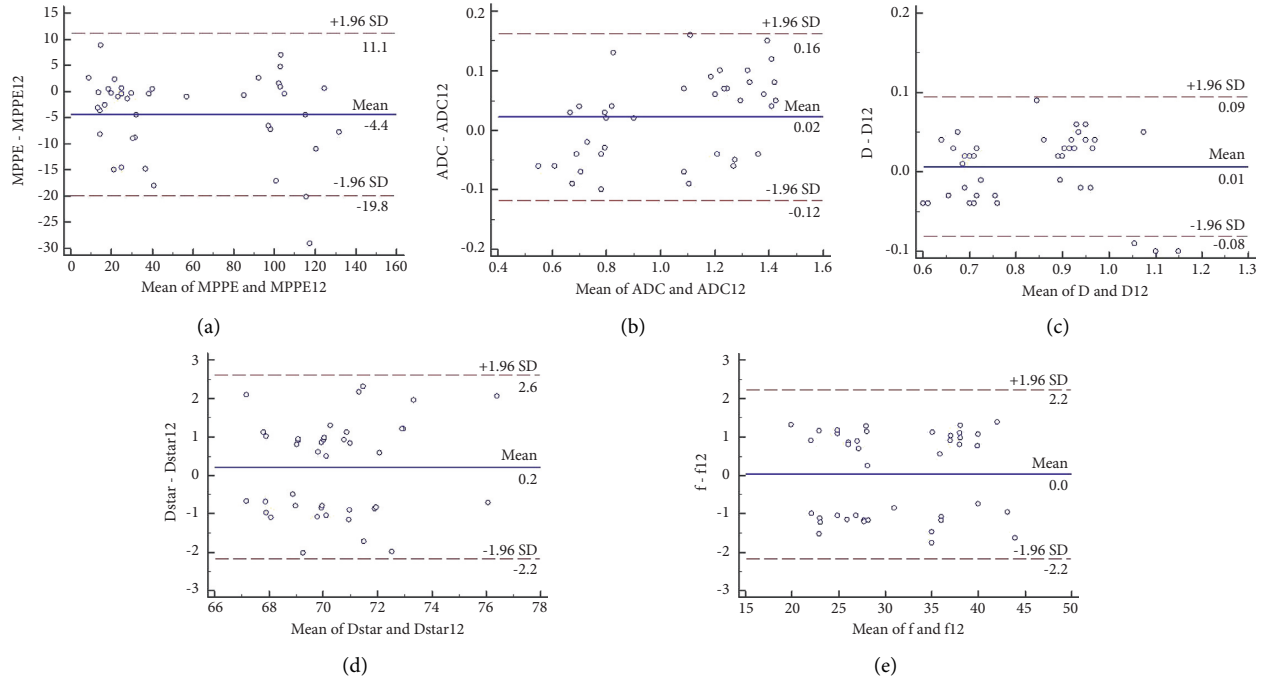 15
10
5
0
-5
-10
-15
-20
-25
-30
MPPE - MPPE12
+1.96 SD
11.1
Mean
-4.4
-1.96 SD
-19.8
0 20 40 60 80 100 120 140 160
Mean of MPPE and MPPE12
(a)
0.2
0.1
0.0
-0.1
-0.2
ADC - ADC12
+1.96 SD
0.16
Mean
0.02
-1.96 SD
-0.12
0.4 0.6 0.8 1.0 1.2 1.4 1.6
Mean of ADC and ADC12
(b)
0.2
0.1
0.0
-0.1
D - D12
+1.96 SD
0.09
Mean
0.01
-1.96 SD
-0.08
0.6 0.7 0.8 0.9 1.0 1.1 1.2 1.3
Mean of D and D12
(c)
3
2
1
0
-1
-2
-3
Dstar - Dstar12
+1.96 SD
2.6
Mean
0.2
-1.96 SD
-2.2
66 68 70 72 74 76 78
Mean of Dstar and Dstar12
(d)
3
2
1
0
-1
-2
-3
f - f12
+1.96 SD
2.2
Mean
0.0
-1.96 SD
-2.2
15 20 25 30 35 40 45 50
Mean of f and f12
(e)